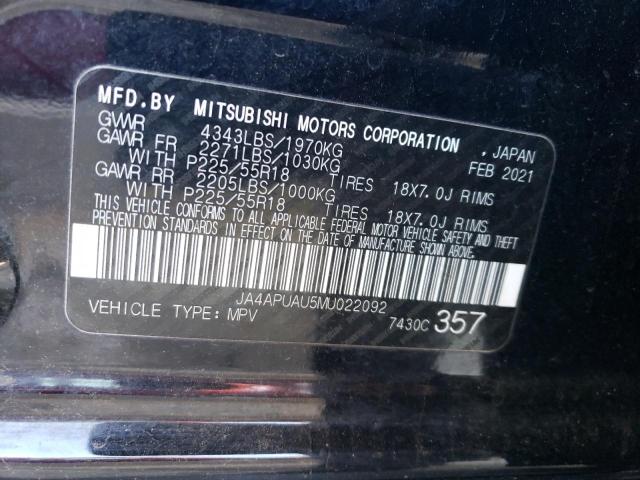 MFD.BY MITSUBISHI MOTORS CORPORATION , JAPAN
GVWR 4343LBS/1970KG FEB 2021
GAWR FR 2271LBS/1030KG
WITH P225/55R18 TIRES 18X7.0J RIMS
GAWR RR 2205LBS/1000KG
WITH P225/55R18 TIRES 18X7.0J RIMS
THIS VEHICLE CONFORMS TO ALL APPLICABLE FEDERAL MOTOR VEHICLE SAFETY AND THEFT
PREVENTION STANDARDS IN EFFECT ON THE DATE OF MANUFACTURE SHOWN ABOVE.
JA4APUAU5MU022092
VEHICLE TYPE: MPV 7430C 357